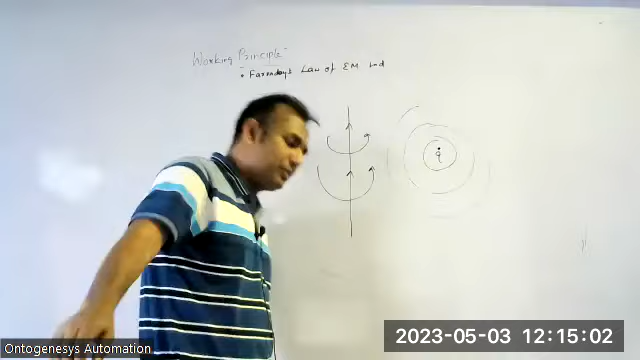 Working Principle-
• Faraday's Law of EM Ind
q
Ontogenesys Automation
2023-05-03 12:15:02